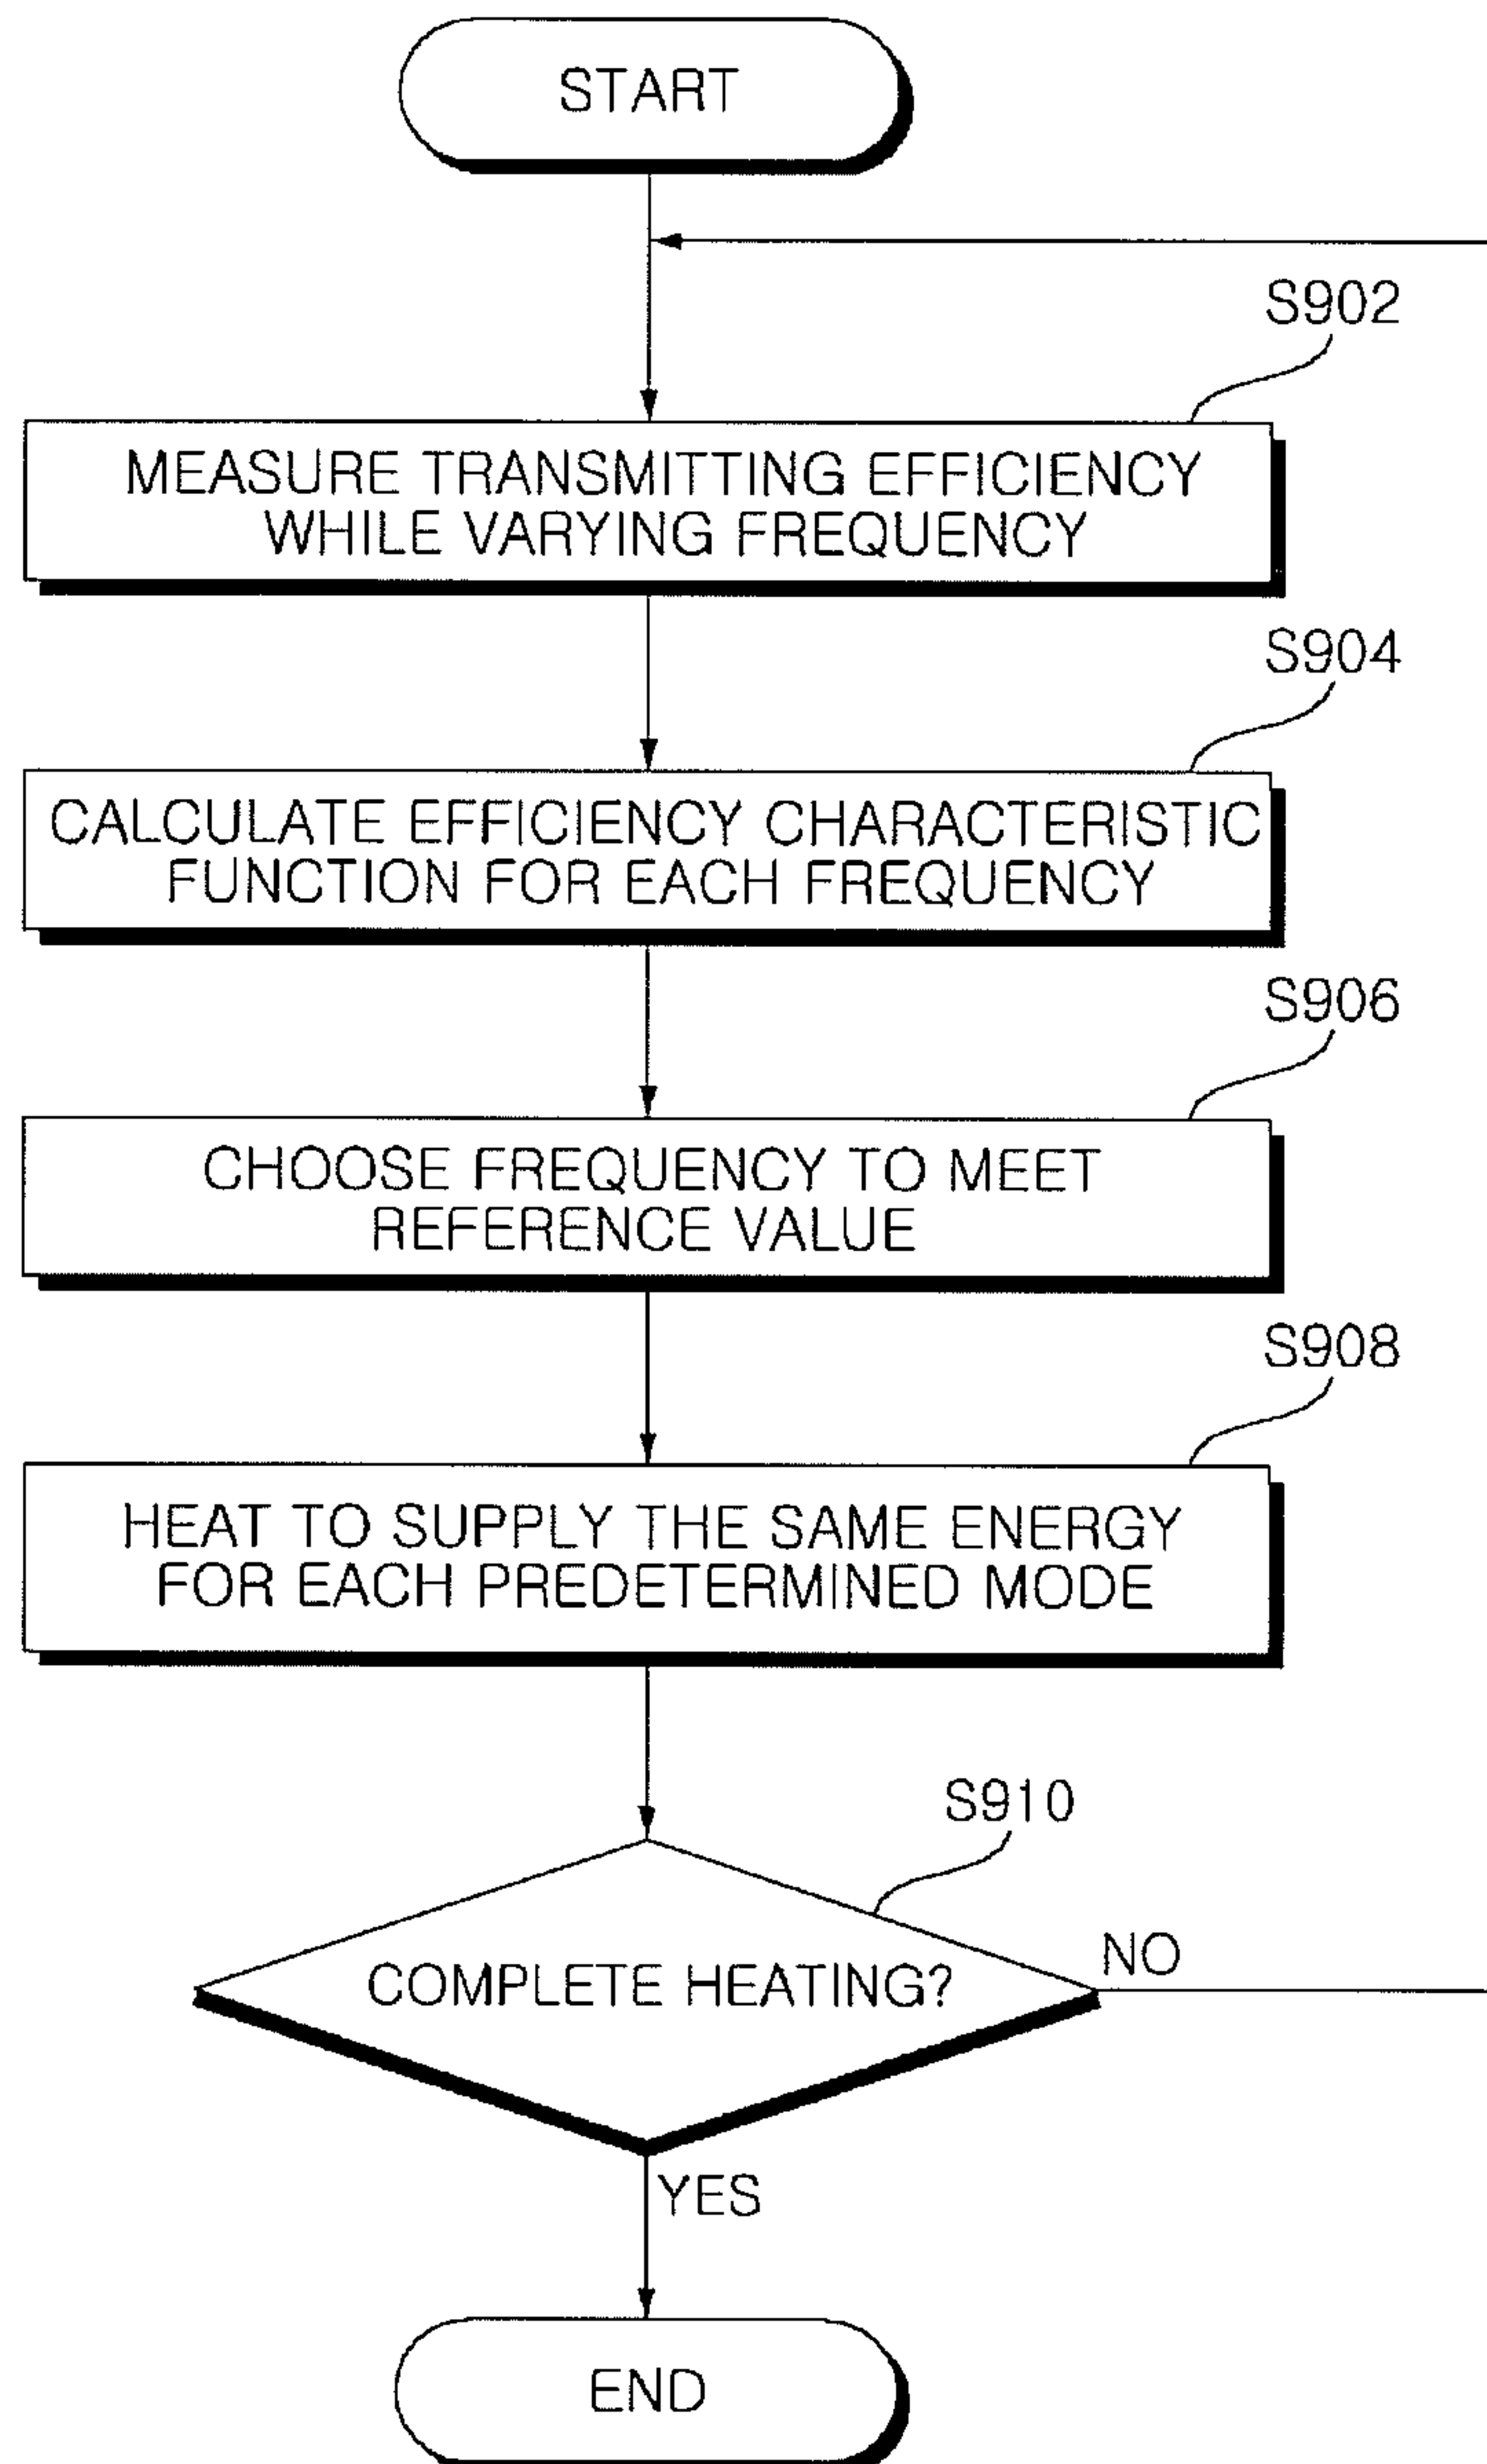 START
S902
MEASURE TRANSMITTING EFFICIENCY
WHILE VARYING FREQUENCY
S904
CALCULATE EFFICIENCY CHARACTERISTIC
FUNCTION FOR EACH FREQUENCY
S906
CHOOSE FREQUENCY TO MEET
REFERENCE VALUE
S908
HEAT TO SUPPLY THE SAME ENERGY
FOR EACH PREDETERMINED MODE
S910
COMPLETE HEATING?
NO
YES
END